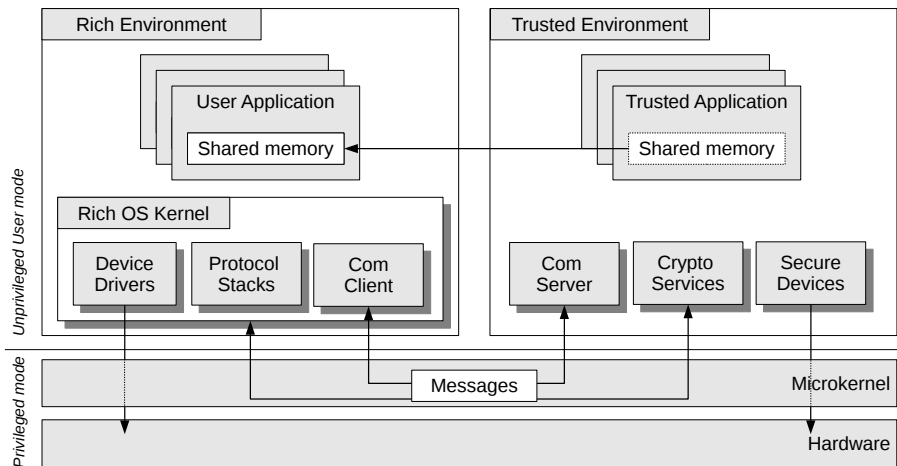 Rich Environment
Trusted Environment
User Application
Shared memory
Trusted Application
Shared memory
Unprivileged User mode
Rich OS Kernel
Device
Drivers
Protocol
Stacks
Com
Client
Com
Server
Crypto
Services
Secure
Devices
Privileged mode
Messages
Microkernel
Hardware